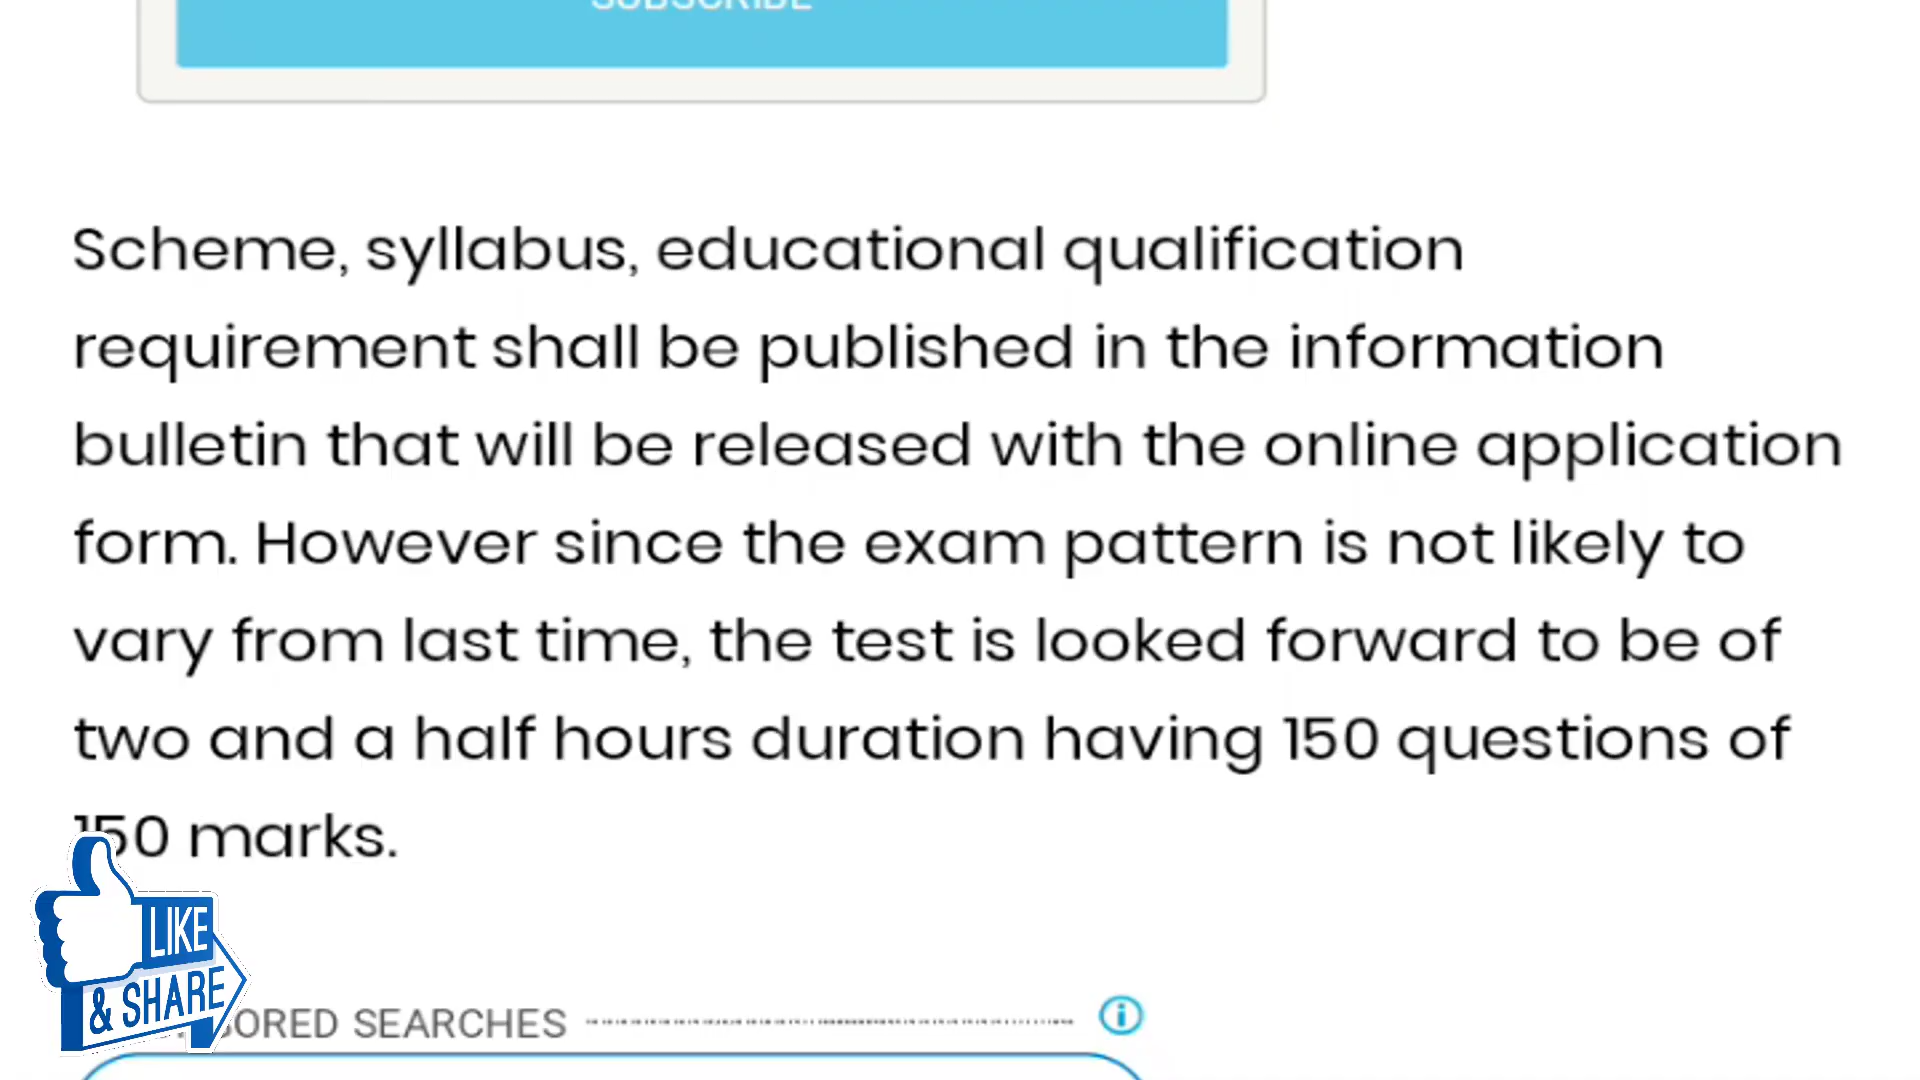 SUBSCRIBE
Scheme, syllabus, educational qualification
requirement shall be published in the information
bulletin that will be released with the online application
form. However since the exam pattern is not likely to
vary from last time, the test is looked forward to be of
two and a half hours duration having 150 questions of
150 marks.
LIKE
& SHARE
SEARCHES